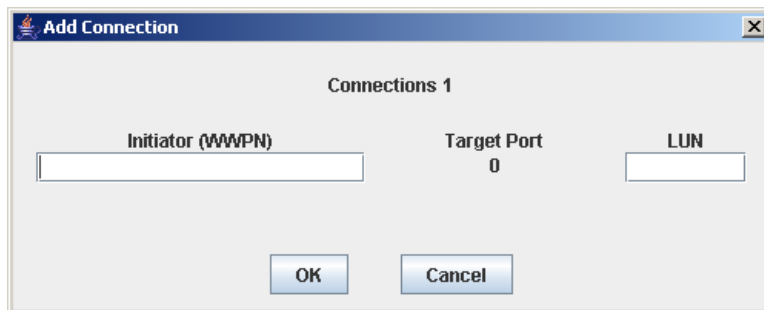 Add Connection
Connections 1
Initiator (WWPN) Target Port LUN
0
OK Cancel